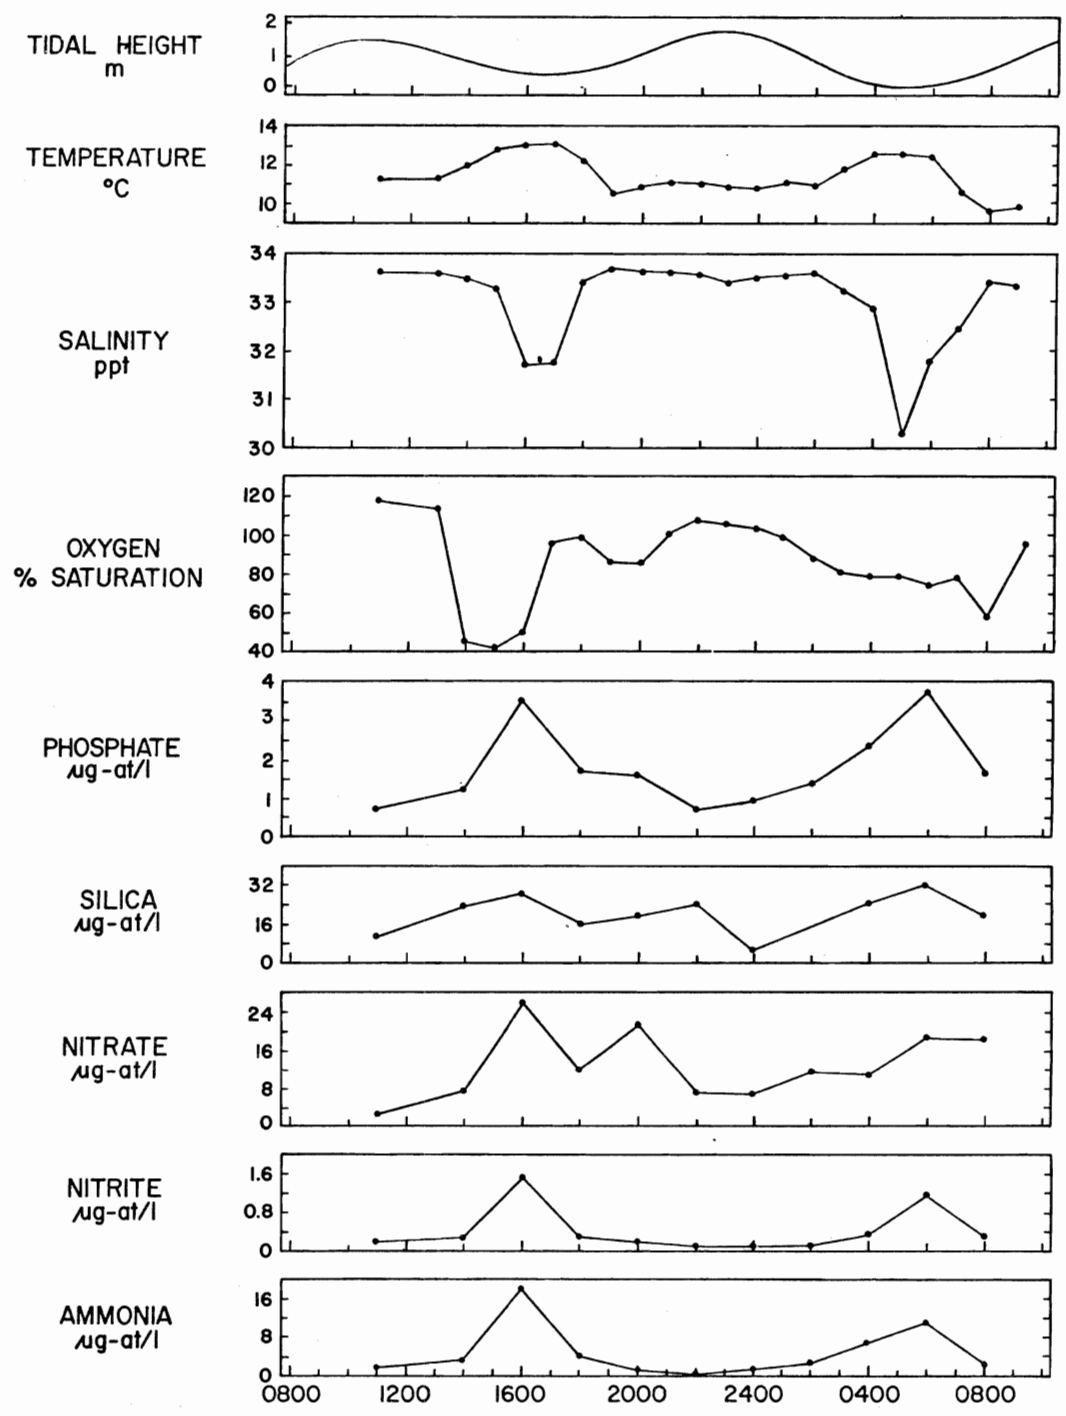 TIDAL HEIGHT
m
2
1
0
TEMPERATURE
°C
14
12
10
SALINITY
ppt
34
33
32
31
30
OXYGEN
% SATURATION
120
100
80
60
40
PHOSPHATE
µg-at/l
4
3
2
1
0
SILICA
µg-at/l
32
16
0
NITRATE
µg-at/l
24
16
8
0
NITRITE
µg-at/l
1.6
0.8
0
AMMONIA
µg-at/l
16
8
0
0800 1200 1600 2000 2400 0400 0800